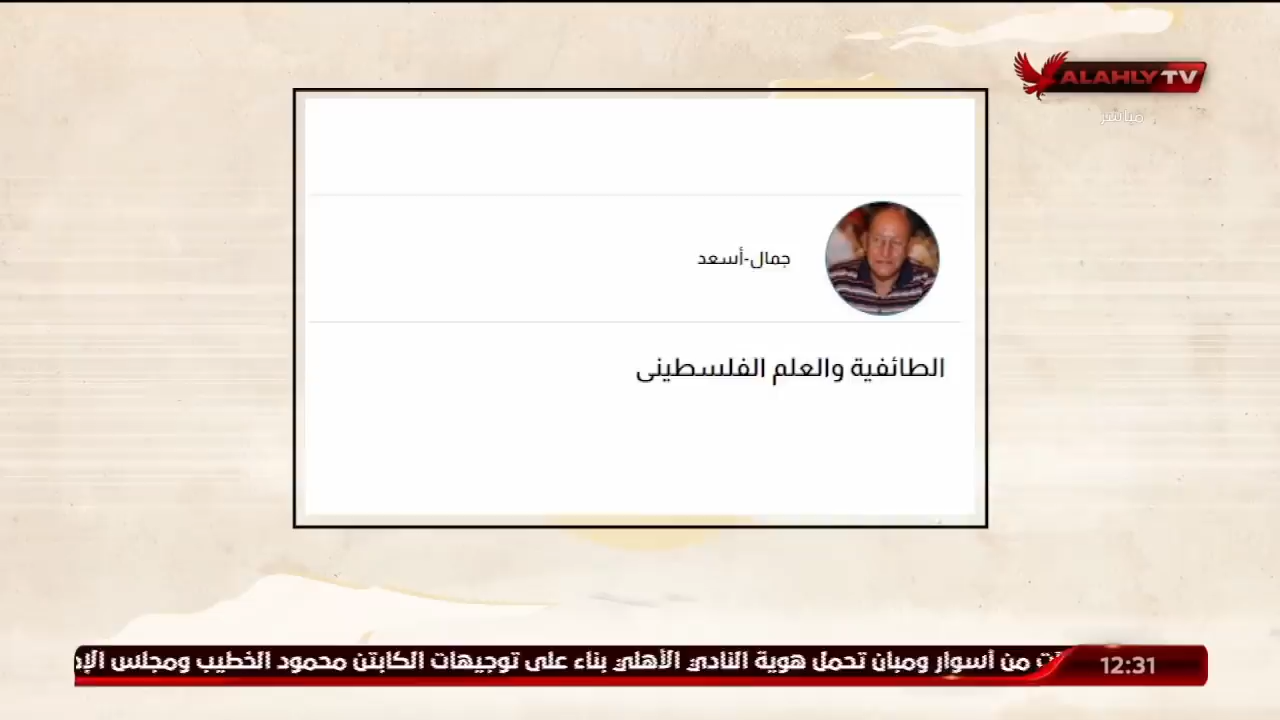 ALAHLY TV
مباشر
جمال-أسعد
الطائفية والعلم الفلسطينى
من أسوار ومبان تحمل هوية النادي الأهلي بناء على توجيهات الكابتن محمود الخطيب ومجلس
12:31